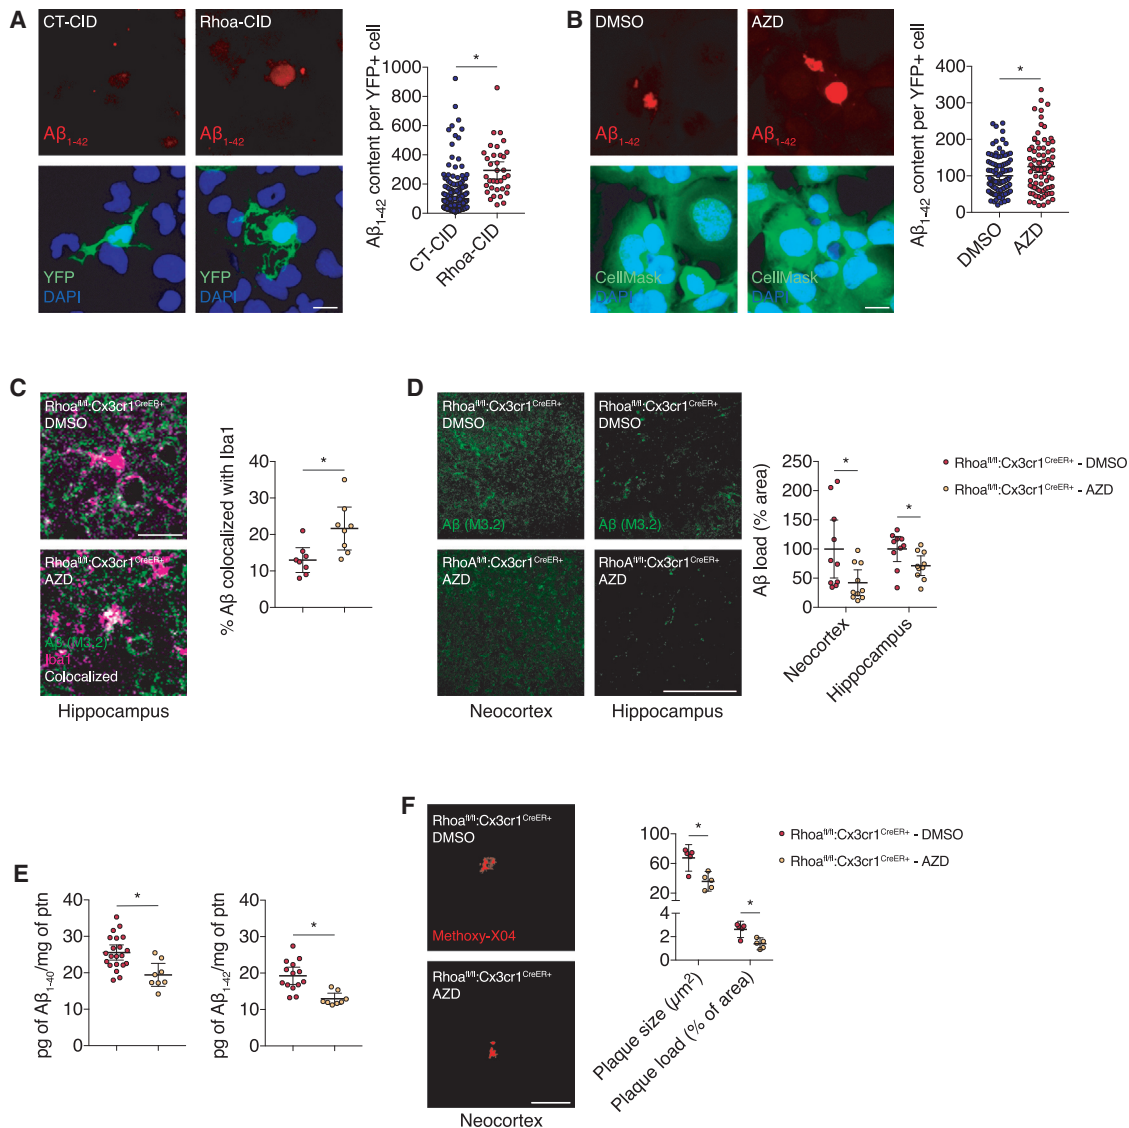 A
CT-CID
Rhoa-CID
Aβ1-42
Aβ1-42
YFP
DAPI
YFP
DAPI
Aβ1-42 content per YFP+ cell
1000
800
600
400
200
0
*
CT-CID
Rhoa-CID
B
DMSO
AZD
Aβ1-42
Aβ1-42
CellMask
DAPI
CellMask
DAPI
Aβ1-42 content per YFP+ cell
400
300
200
100
0
*
DMSO
AZD
C
Rhoafl/fl:Cx3cr1CreER+
DMSO
Rhoafl/fl:Cx3cr1CreER+
AZD
Aβ (M3.2)
Iba1
Colocalized
Hippocampus
% Aβ colocalized with Iba1
40
30
20
10
0
*
D
Rhoafl/fl:Cx3cr1CreER+
DMSO
Aβ (M3.2)
Rhoafl/fl:Cx3cr1CreER+
DMSO
Aβ (M3.2)
RhoAfl/fl:Cx3cr1CreER+
AZD
RhoAfl/fl:Cx3cr1CreER+
AZD
Neocortex
Hippocampus
Aβ load (% area)
250
200
150
100
50
0
*
*
Neocortex
Hippocampus
Rhoafl/fl:Cx3cr1CreER+ - DMSO
Rhoafl/fl:Cx3cr1CreER+ - AZD
E
pg of Aβ1-40/mg of ptn
40
30
20
10
0
*
pg of Aβ1-42/mg of ptn
40
30
20
10
0
*
F
Rhoafl/fl:Cx3cr1CreER+
DMSO
Methoxy-X04
Rhoafl/fl:Cx3cr1CreER+
AZD
Neocortex
100
60
20
4
2
0
*
*
Plaque size (µm2)
Plaque load (% of area)
Rhoafl/fl:Cx3cr1CreER+ - DMSO
Rhoafl/fl:Cx3cr1CreER+ - AZD